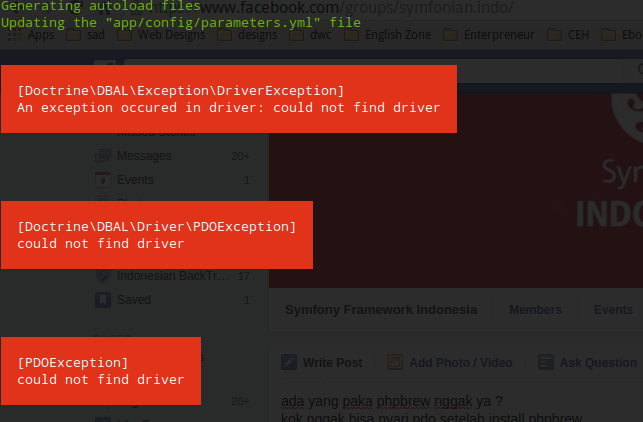 Generating autoload files
www.facebook.com/groups/symfonian.indo/
Updating the "app/config/parameters.yml" file
Apps sad Web Designs designs dwc English Zone Enterpreneur CEH Ebo
[Doctrine\DBAL\Exception\DriverException]
An exception occured in driver: could not find driver
Messages 20+
Events 1
Sym
INDO
[Doctrine\DBAL\Driver\PDOException]
could not find driver
Indonesian BackTr... 17
Saved 1
Symfony Framework Indonesia Members Events
[PDOException]
could not find driver
Write Post Add Photo / Video Ask Question
20+
ada yang paka phpbrew nggak ya ?
kok nggak bisa nyari pdo setelah install phpbrew